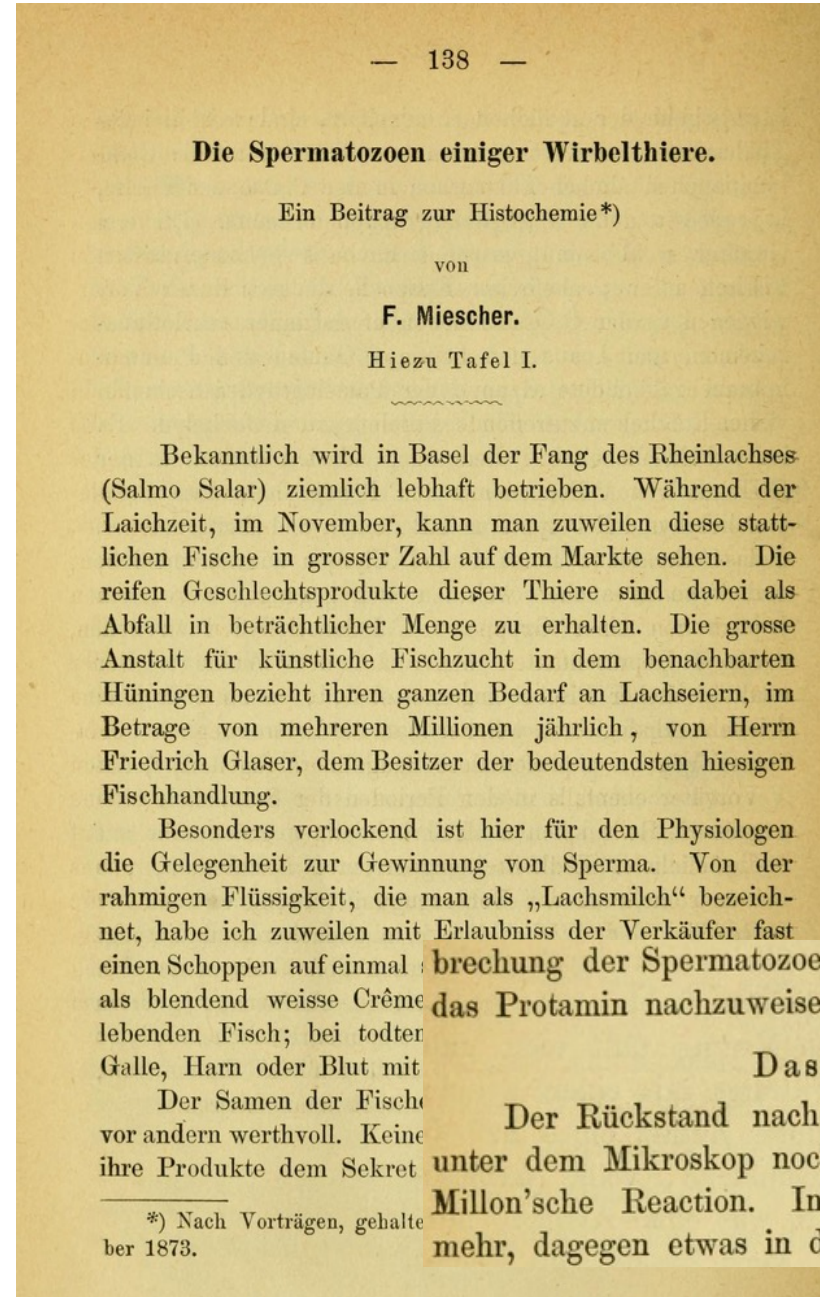 — 138 —
Die Spermatozoen einiger Wirbelthiere.
Ein Beitrag zur Histochemie*)
von
F. Miescher.
Hiezu Tafel I.
Bekanntlich wird in Basel der Fang des Rheinlachses
(Salmo Salar) ziemlich lebhaft betrieben. Während der
Laichzeit, im November, kann man zuweilen diese statt-
lichen Fische in grosser Zahl auf dem Markte sehen. Die
reifen Geschlechtsprodukte dieser Thiere sind dabei als
Abfall in beträchtlicher Menge zu erhalten. Die grosse
Anstalt für künstliche Fischzucht in dem benachbarten
Hüningen bezieht ihren ganzen Bedarf an Lachseiern, im
Betrage von mehreren Millionen jährlich, von Herrn
Friedrich Glaser, dem Besitzer der bedeutendsten hiesigen
Fischhandlung.
Besonders verlockend ist hier für den Physiologen
die Gelegenheit zur Gewinnung von Sperma. Von der
rahmigen Flüssigkeit, die man als „Lachsmilch“ bezeich-
net, habe ich zuweilen mit Erlaubniss der Verkäufer fast
einen Schoppen auf einmal
als blendend weisse Crême
lebenden Fisch; bei todten
Galle, Harn oder Blut mit
Der Samen der Fische
vor andern werthvoll. Keine
ihre Produkte dem Sekret
*) Nach Vorträgen, gehalte
ber 1873.
brechung der Spermatozoe
das Protamin nachzuweise
Das
Der Rückstand nach
unter dem Mikroskop noc
Millon'sche Reaction. In
mehr, dagegen etwas in d